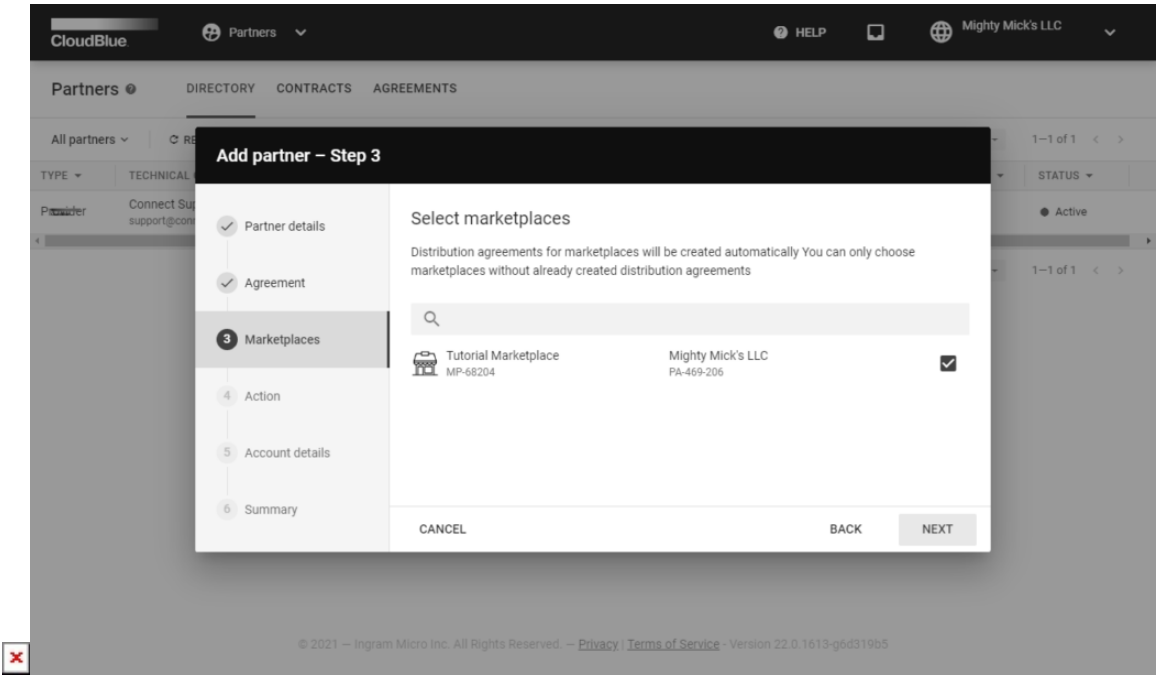 CloudBlue
Partners
HELP
Mighty Mick's LLC
Partners
DIRECTORY CONTRACTS AGREEMENTS
All partners
1–1 of 1
Add partner – Step 3
TYPE
TECHNICAL
STATUS
Connect
Active
Partner details
Select marketplaces
Distribution agreements for marketplaces will be created automatically You can only choose
marketplaces without already created distribution agreements
1–1 of 1
Agreement
3 Marketplaces
Tutorial Marketplace Mighty Mick's LLC
MP-68204 PA-469-206
4 Action
5 Account details
6 Summary
CANCEL BACK NEXT
© 2021 — Ingram Micro Inc. All Rights Reserved. — Privacy | Terms of Service - Version 22.0.1613-g6d319b5